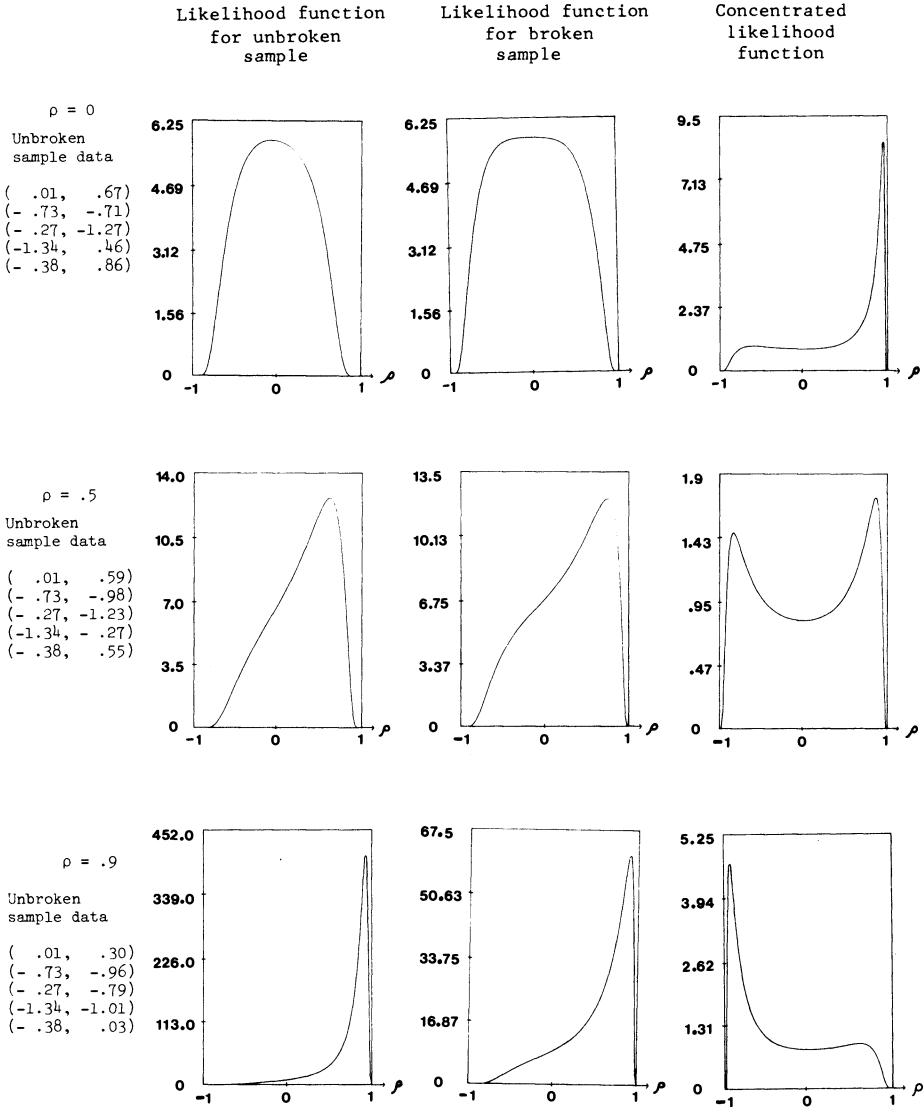 Likelihood function
for unbroken
sample
Likelihood function
for broken
sample
Concentrated
likelihood
function
ρ = 0
Unbroken
sample data
( .01, .67)
(- .73, -.71)
(- .27, -1.27)
(-1.34, .46)
(- .38, .86)
6.25
4.69
3.12
1.56
0
-1 0 1 ρ
6.25
4.69
3.12
1.56
0
-1 0 1 ρ
9.5
7.13
4.75
2.37
0
-1 0 1 ρ
ρ = .5
Unbroken
sample data
( .01, .59)
(- .73, -.98)
(- .27, -1.23)
(-1.34, - .27)
(- .38, .55)
14.0
10.5
7.0
3.5
0
-1 0 1 ρ
13.5
10.13
6.75
3.37
0
-1 0 1 ρ
1.9
1.43
.95
.47
0
-1 0 1 ρ
ρ = .9
Unbroken
sample data
( .01, .30)
(- .73, -.96)
(- .27, -.79)
(-1.34, -1.01)
(- .38, .03)
452.0
339.0
226.0
113.0
0
-1 0 1 ρ
67.5
50.63
33.75
16.87
0
-1 0 1 ρ
5.25
3.94
2.62
1.31
0
-1 0 1 ρ